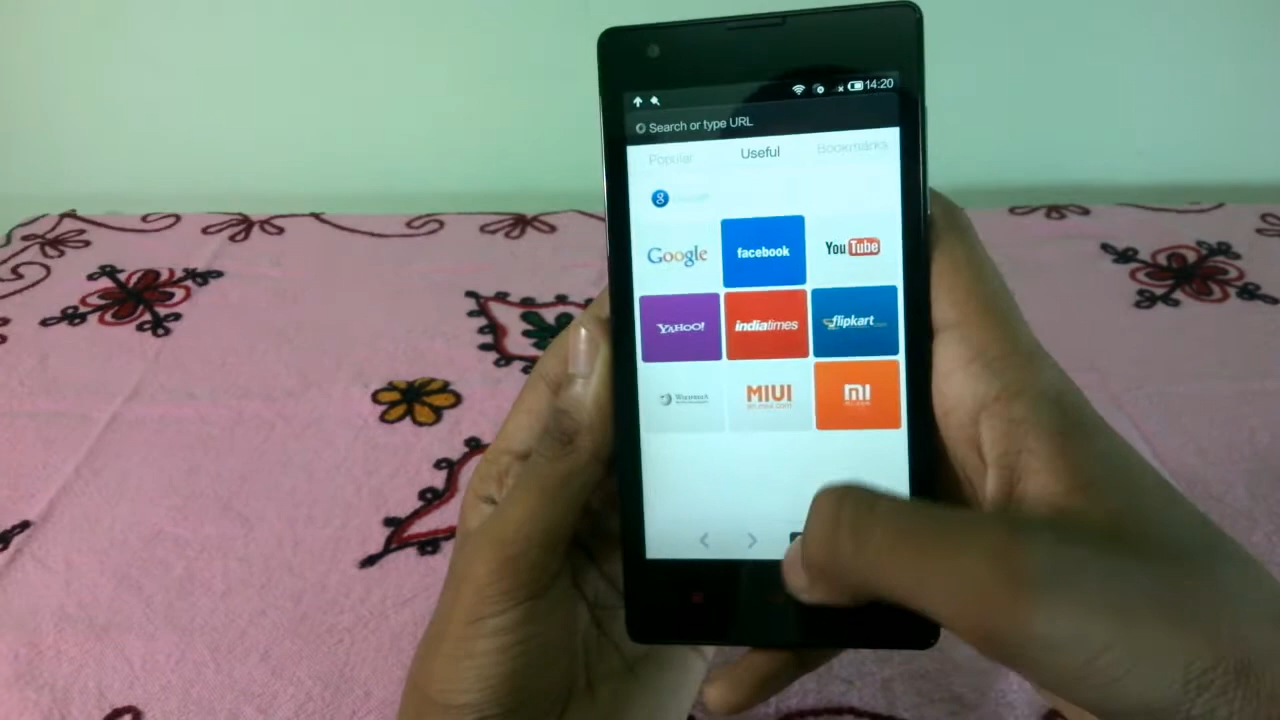 14:20
Search or type URL
Popular Useful Bookmarks
g
Google facebook YouTube
YAHOO! indiatimes flipkart
MIUI mi